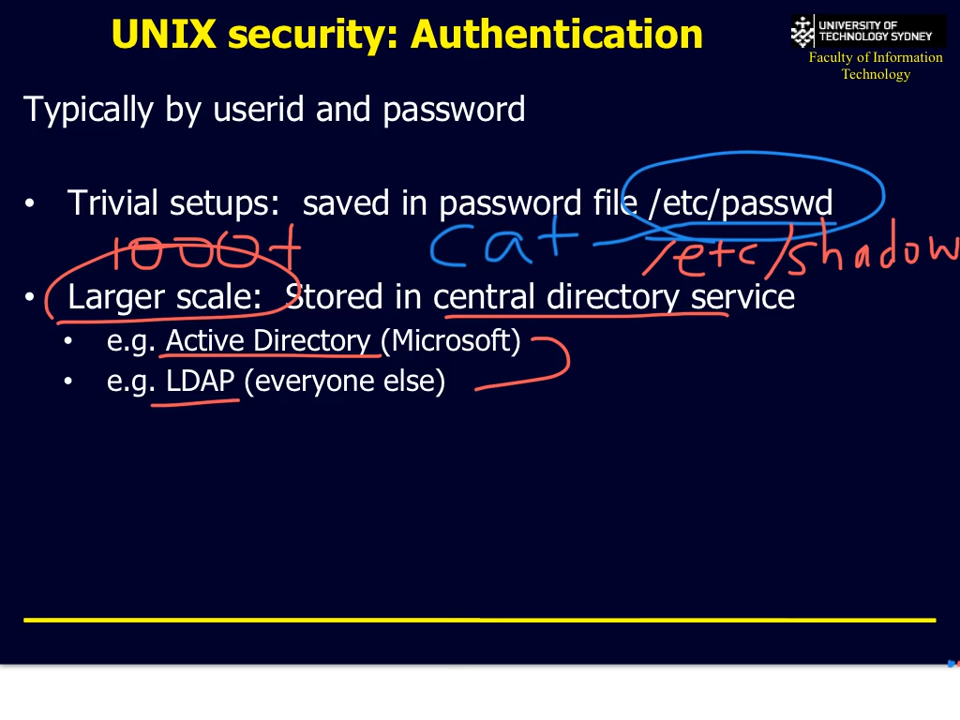 UNIX security: Authentication
UNIVERSITY OF
TECHNOLOGY SYDNEY
Faculty of Information
Technology
Typically by userid and password
• Trivial setups: saved in password file /etc/passwd
1000+ cat /etc/shadow
• Larger scale: Stored in central directory service
• e.g. Active Directory (Microsoft)
• e.g. LDAP (everyone else)